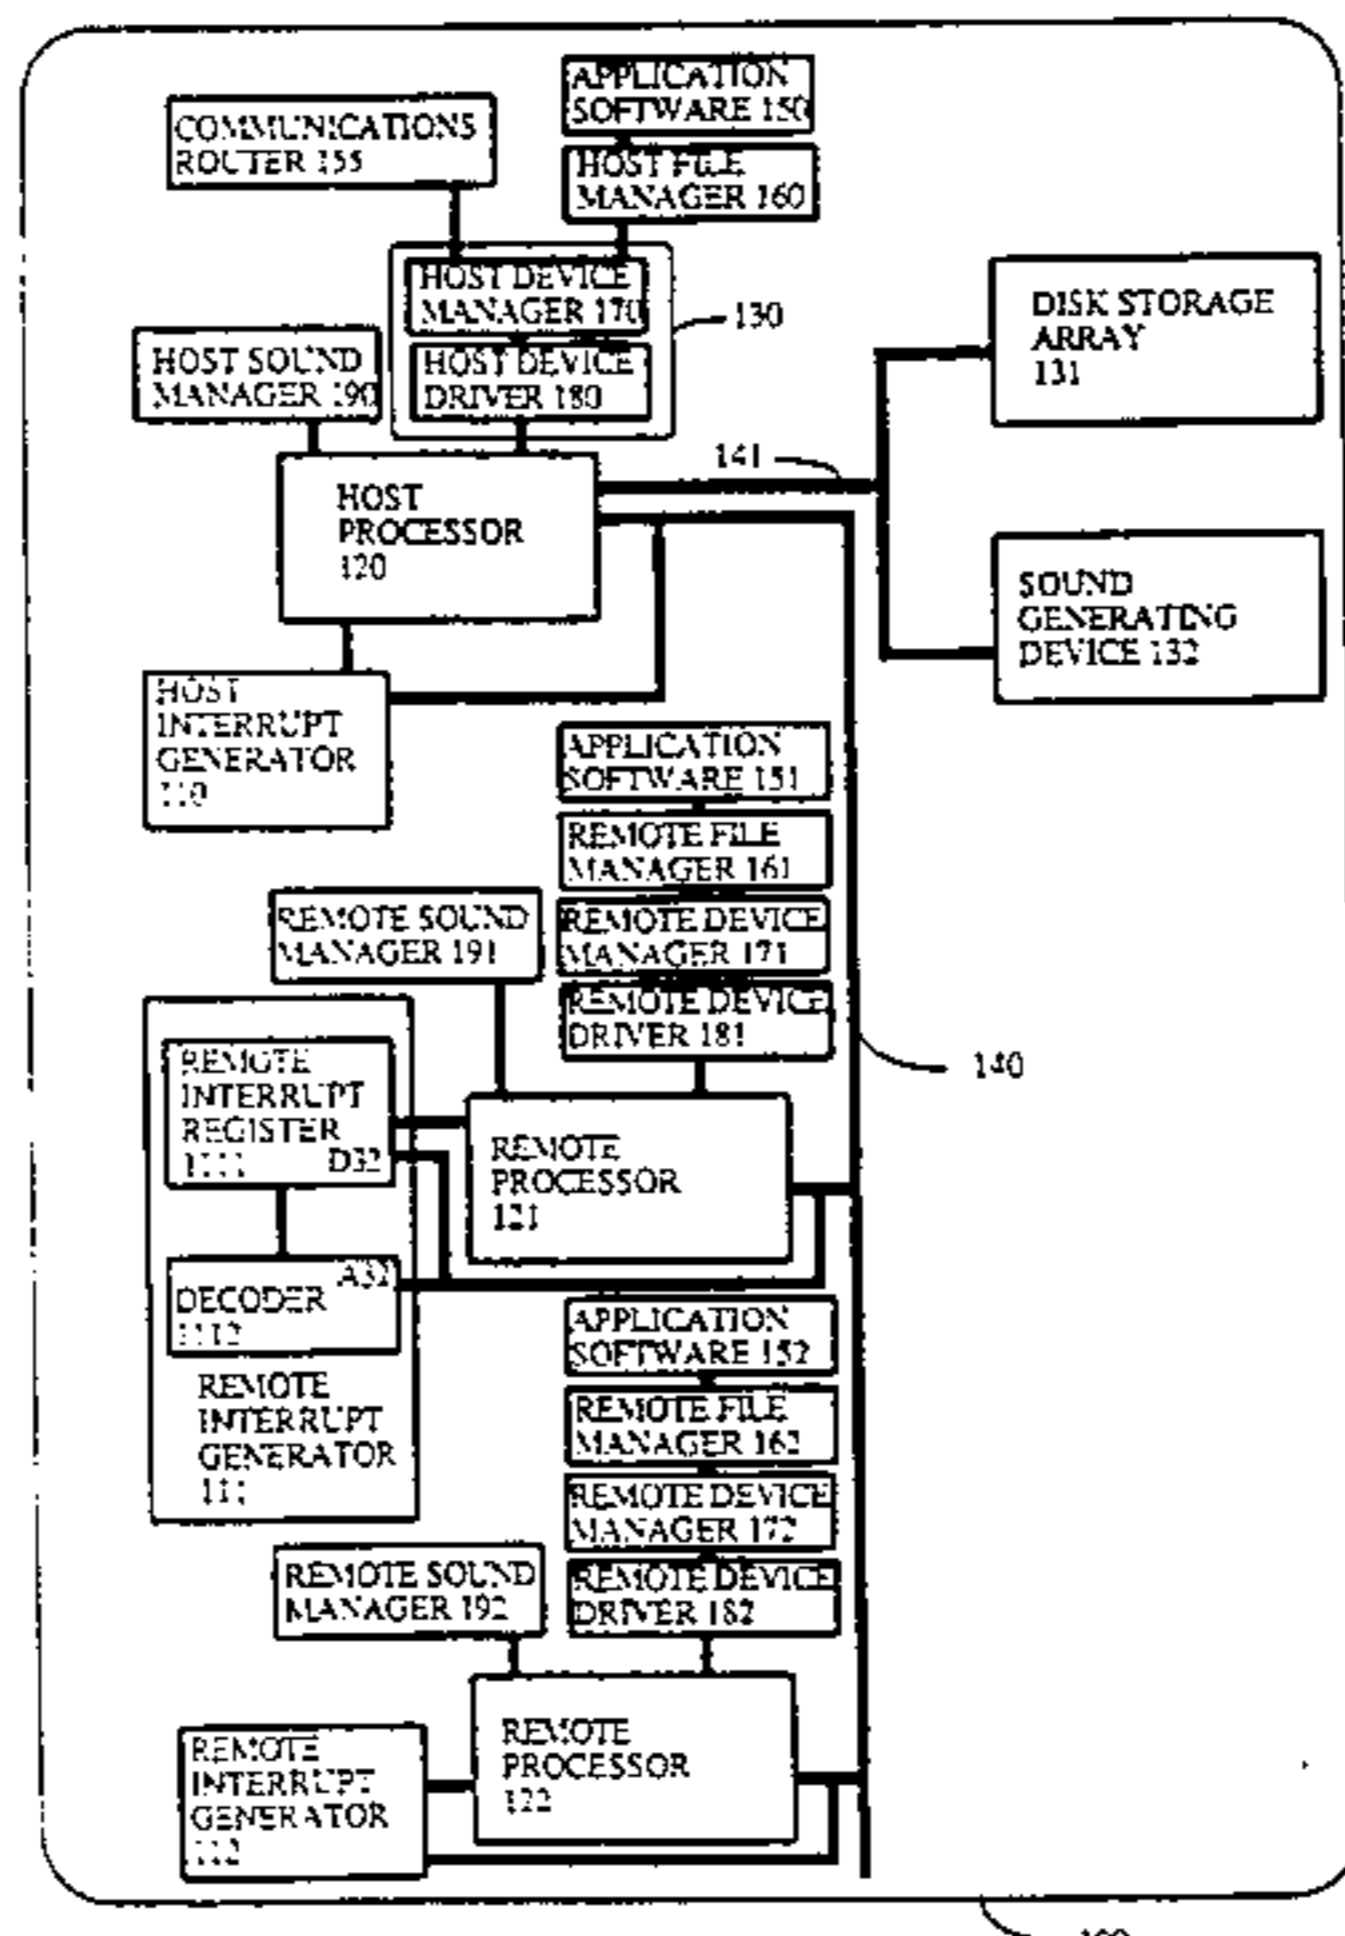 APPLICATION
SOFTWARE 150
COMMUNICATIONS
ROUTER 155
HOST FILE
MANAGER 160
HOST DEVICE
MANAGER 170
130
HOST SOUND
MANAGER 190
HOST DEVICE
DRIVER 180
DISK STORAGE
ARRAY
131
141
HOST
PROCESSOR
120
SOUND
GENERATING
DEVICE 132
HOST
INTERRUPT
GENERATOR
110
APPLICATION
SOFTWARE 151
REMOTE FILE
MANAGER 161
REMOTE SOUND
MANAGER 191
REMOTE DEVICE
MANAGER 171
REMOTE DEVICE
DRIVER 181
140
REMOTE
INTERRUPT
REGISTER
1111
D32
REMOTE
PROCESSOR
121
A32
DECODER
1112
APPLICATION
SOFTWARE 152
REMOTE
INTERRUPT
GENERATOR
111
REMOTE FILE
MANAGER 162
REMOTE DEVICE
MANAGER 172
REMOTE SOUND
MANAGER 192
REMOTE DEVICE
DRIVER 182
REMOTE
PROCESSOR
122
REMOTE
INTERRUPT
GENERATOR
112